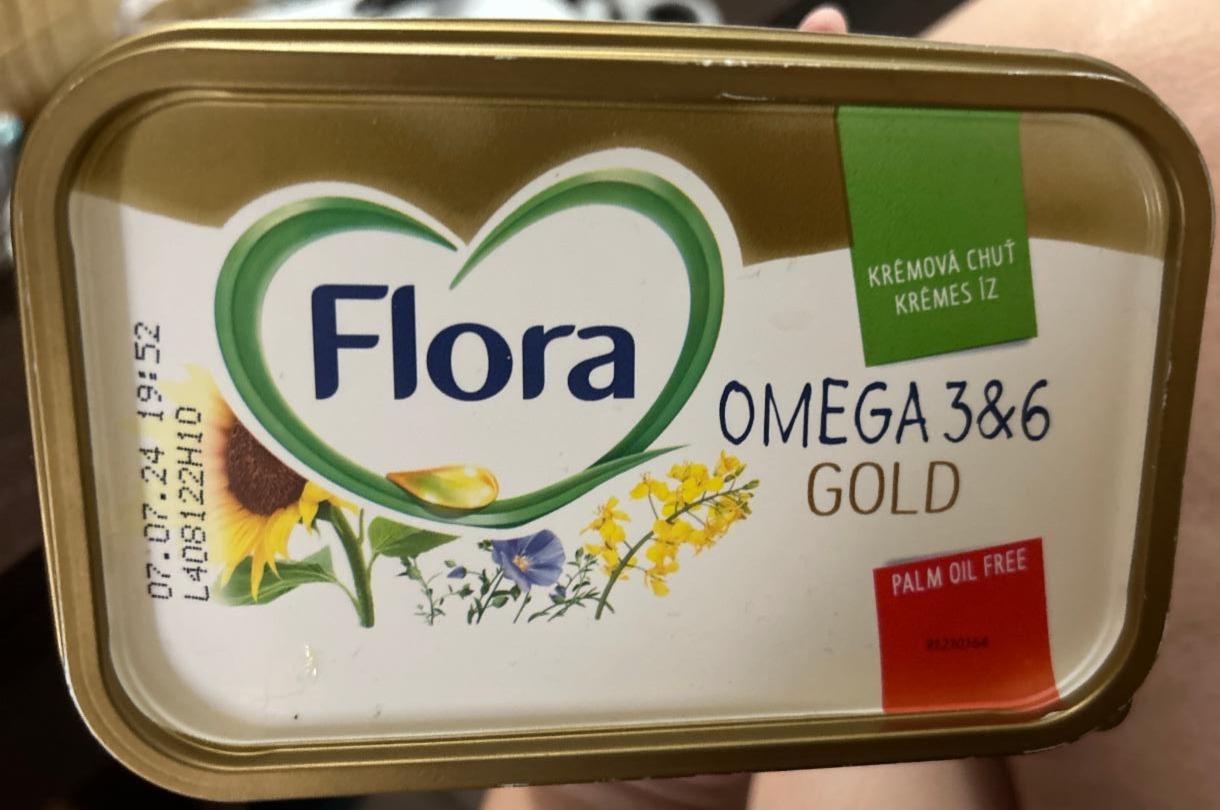 Flora
OMEGA 3&6
GOLD
KRÉMOVÁ CHUŤ
KRÉMES ÍZ
PALM OIL FREE
07.07.24 19:52
L408122H10